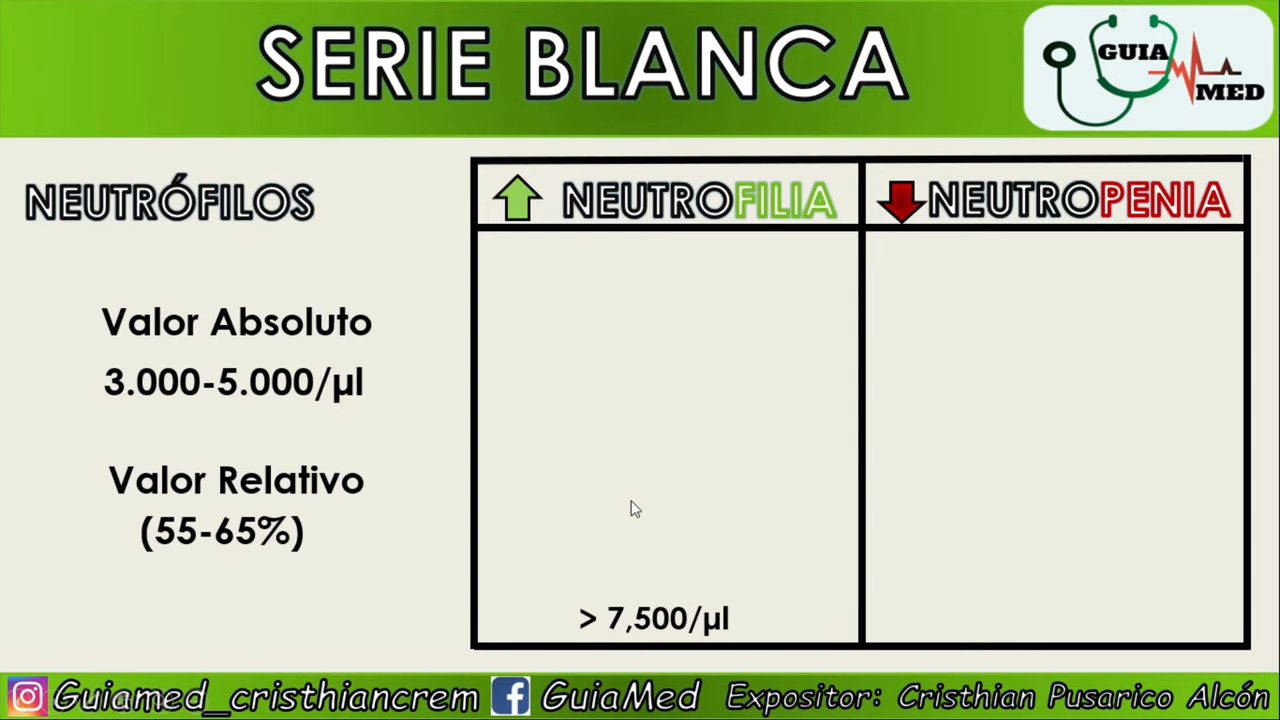 SERIE BLANCA
GUIA
MED
NEUTRÓFILOS
NEUTROFILIA
NEUTROPENIA
Valor Absoluto
3.000-5.000/µl
Valor Relativo
(55-65%)
> 7,500/µl
Guiamed_cristhiancrem
GuiaMed
Expositor: Cristhian Pusarico Alcón